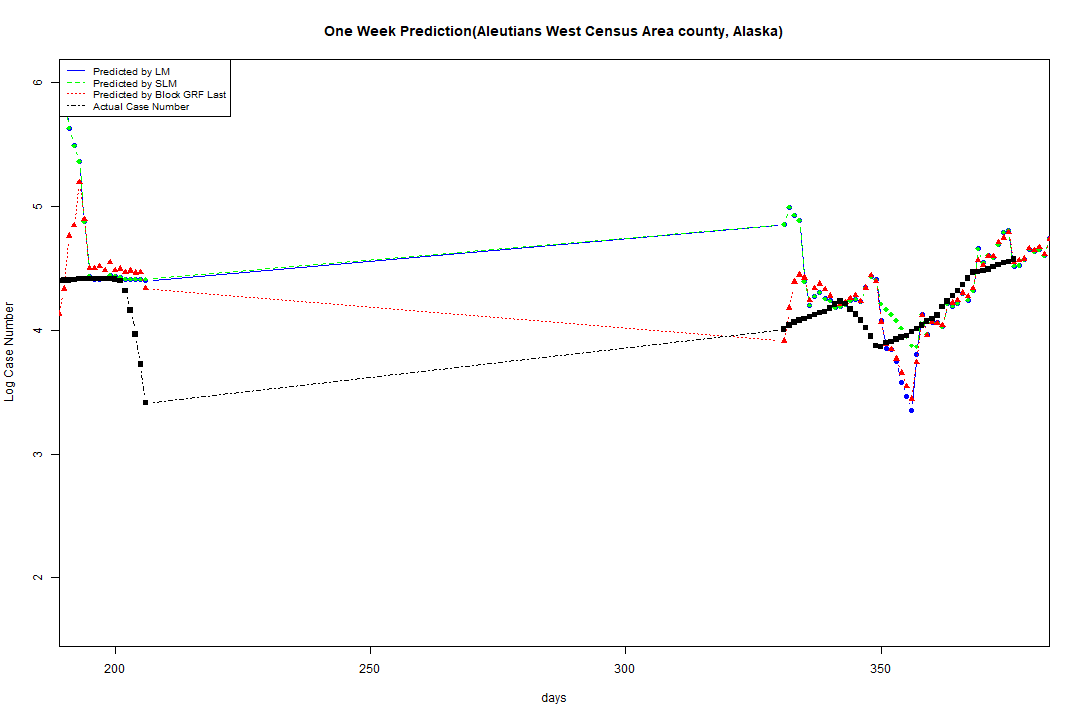 One Week Prediction(Aleutians West Census Area county, Alaska)
Predicted by LM
Predicted by SLM
Predicted by Block GRF Last
Actual Case Number
6
5
4
3
2
Log Case Number
200
250
300
350
days